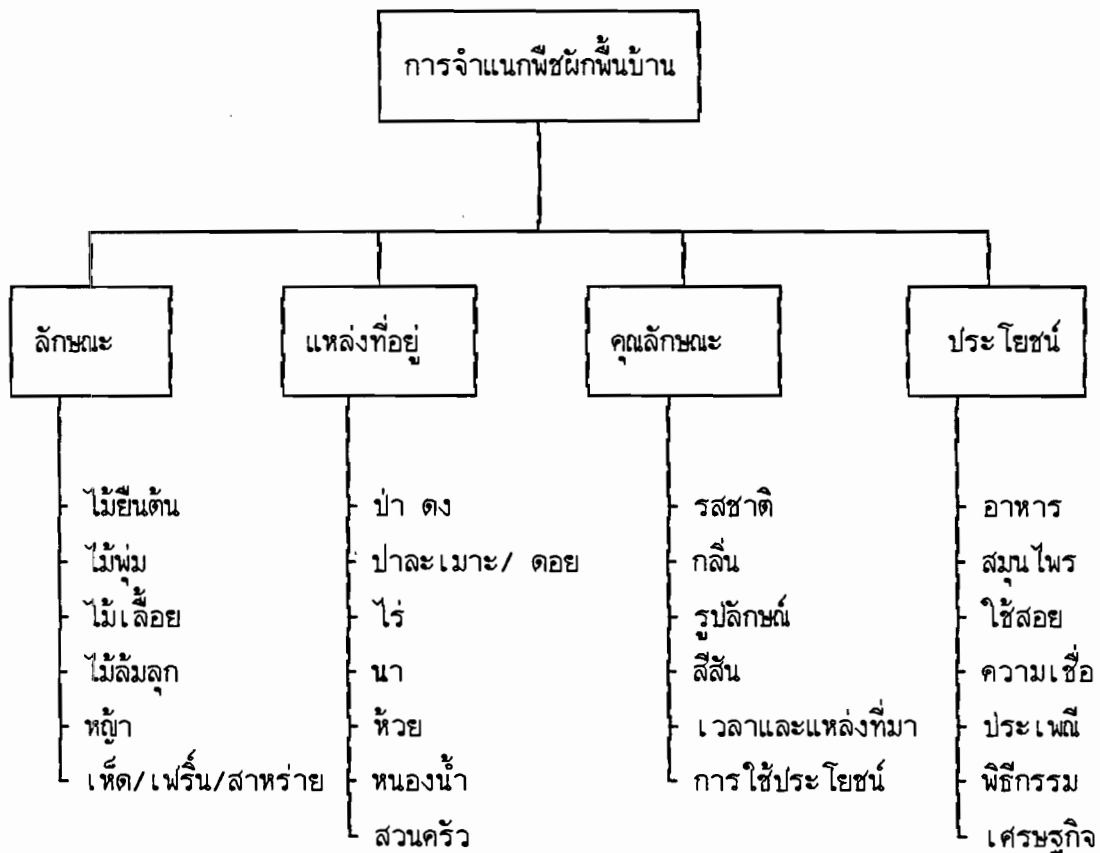 การจำแนกพืชผักพื้นบ้าน
ลักษณะ
แหล่งที่อยู่
คุณลักษณะ
ประโยชน์
- ไม้ยืนต้น
- ไม้พุ่ม
- ไม้เลื้อย
- ไม้ล้มลุก
- หญ้า
- เห็ด/เฟริ์น/สาหร่าย
- ป่า ดง
- ป่าละเมาะ/ ดอย
- ไร่
- นา
- ห้วย
- หนองน้ำ
- สวนครัว
- รสชาติ
- กลิ่น
- รูปลักษณ์
- สีสัน
- เวลาและแหล่งที่มา
- การใช้ประโยชน์
- อาหาร
- สมุนไพร
- ใช้สอย
- ความเชื่อ
- ประเพณี
- พิธีกรรม
- เศรษฐกิจ